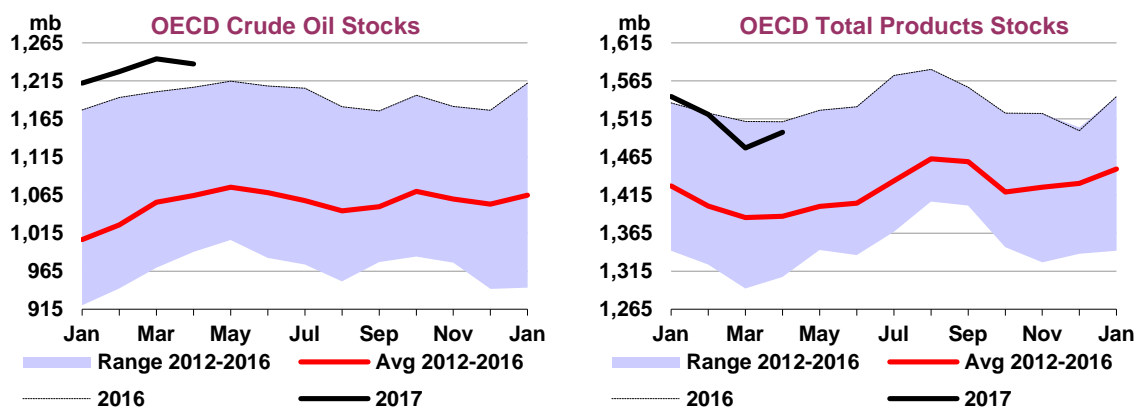 mb
OECD Crude Oil Stocks
1,265
1,215
1,165
1,115
1,065
1,015
965
915
Jan Mar May Jul Sep Nov Jan
Range 2012-2016
Avg 2012-2016
2016
2017
mb
OECD Total Products Stocks
1,615
1,565
1,515
1,465
1,415
1,365
1,315
1,265
Jan Mar May Jul Sep Nov Jan
Range 2012-2016
Avg 2012-2016
2016
2017